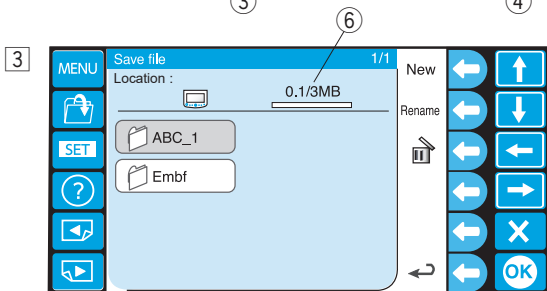 ③ ④
⑥
3
MENU Save file 1/1 New
Location :
0.1/3MB
Rename
SET ABC_1
? Embf
OK